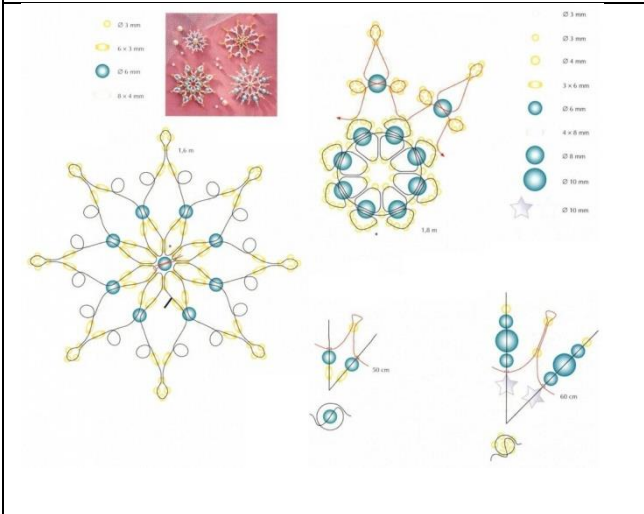 Ø 3 mm
6 × 3 mm
Ø 6 mm
8 × 4 mm
1,6 m
Ø 3 mm
Ø 3 mm
Ø 4 mm
3 × 6 mm
Ø 6 mm
4 × 8 mm
Ø 8 mm
Ø 10 mm
Ø 10 mm
1,8 m
50 cm
60 cm